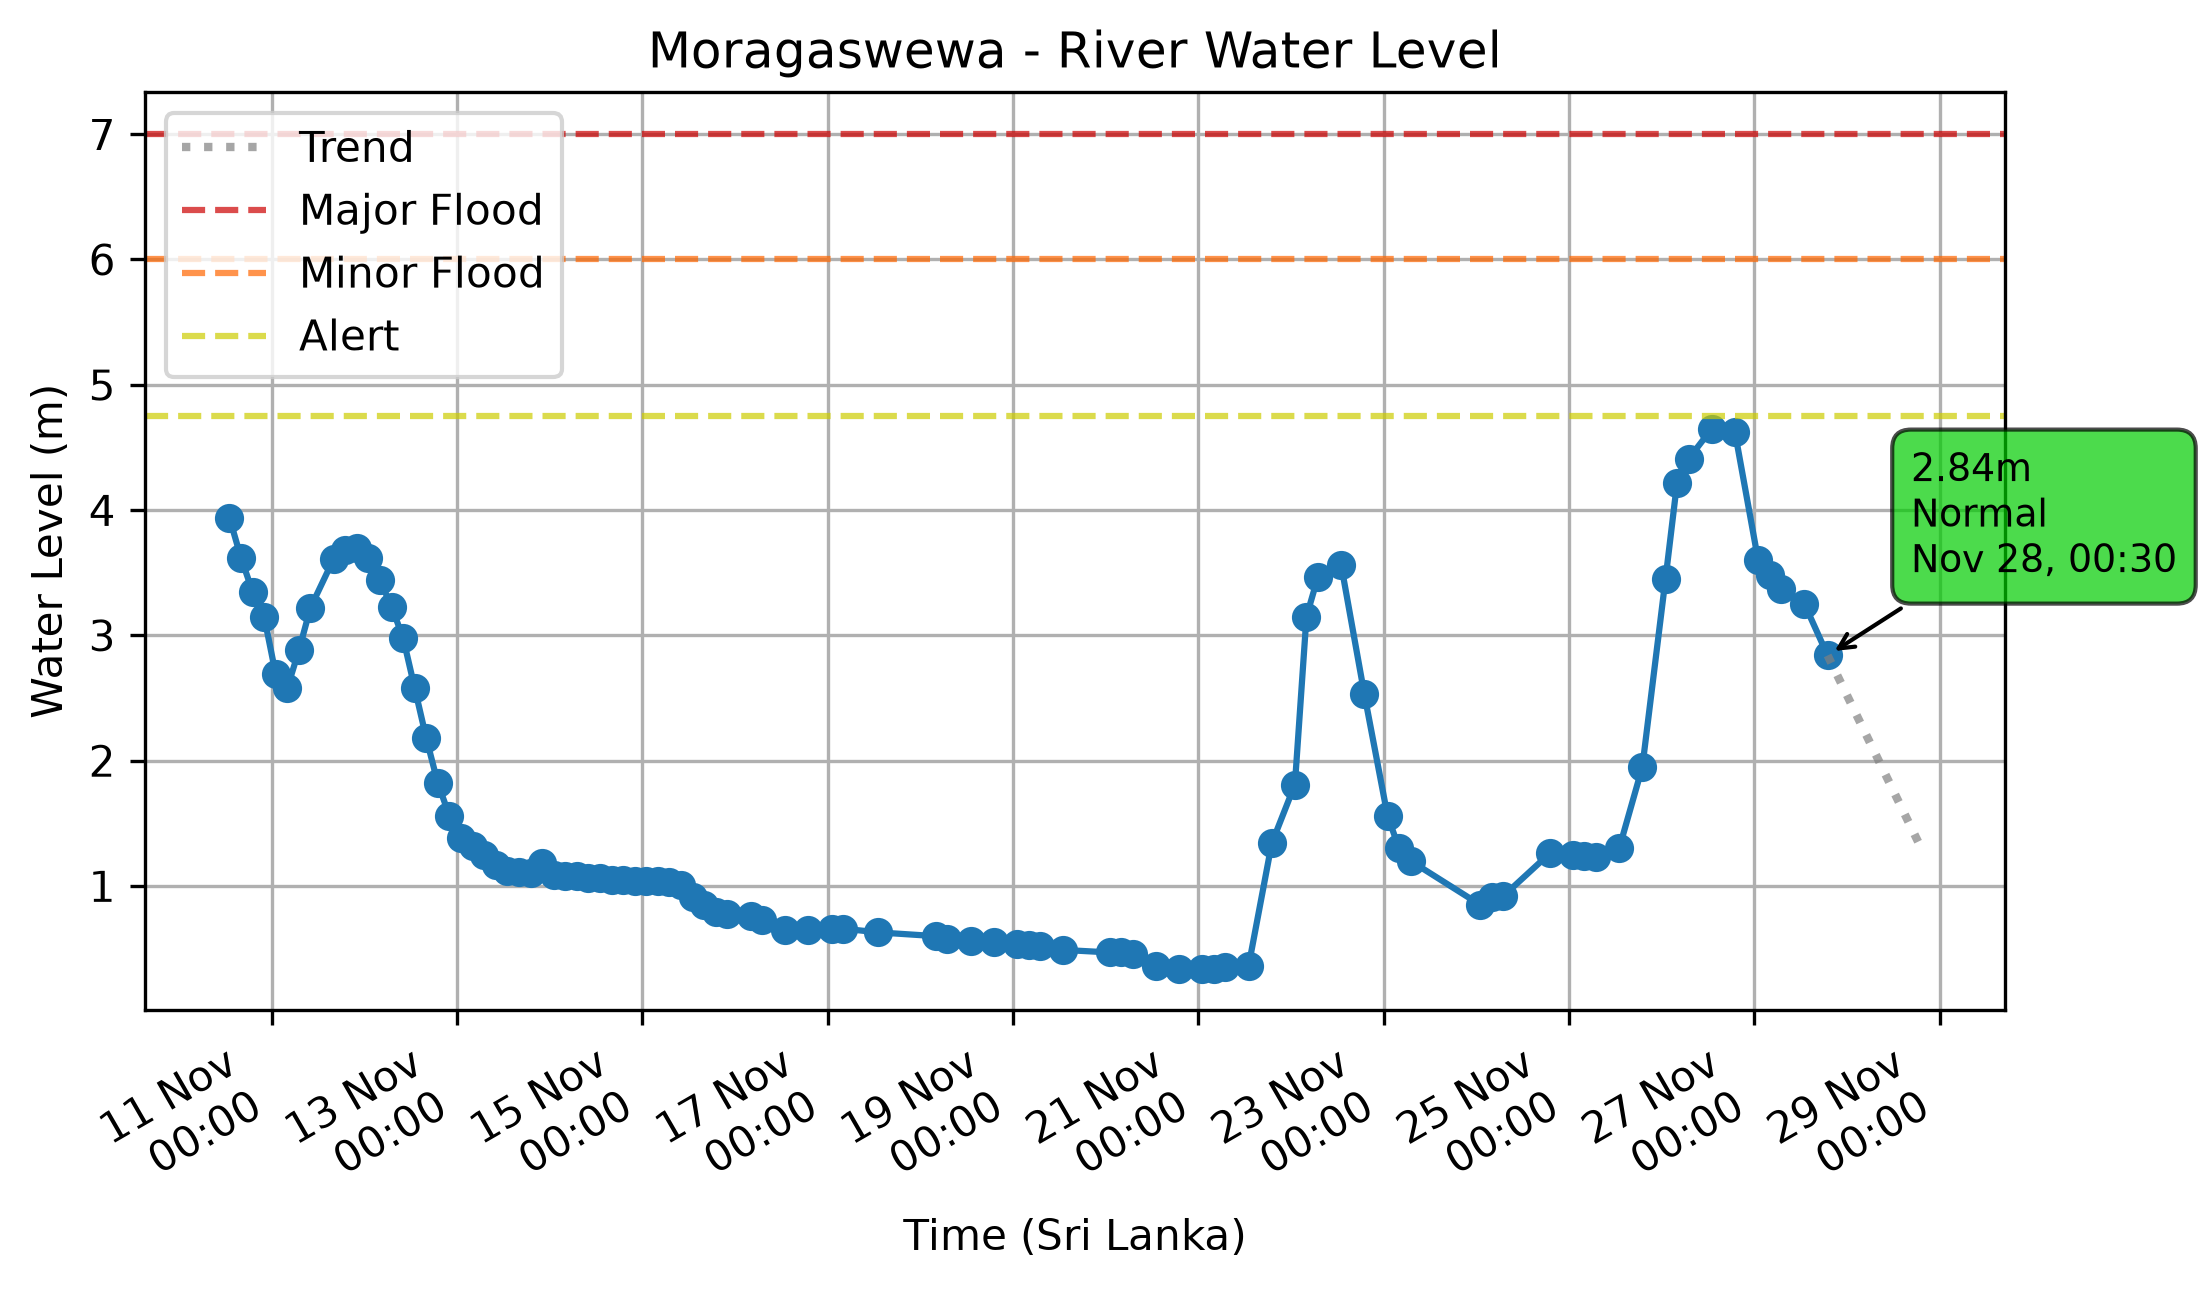 Moragaswewa - River Water Level
Trend
Major Flood
Minor Flood
Alert
7
6
5
4
3
2
1
Water Level (m)
2.84m
Normal
Nov 28, 00:30
11 Nov
00:00
13 Nov
00:00
15 Nov
00:00
17 Nov
00:00
19 Nov
00:00
21 Nov
00:00
23 Nov
00:00
25 Nov
00:00
27 Nov
00:00
29 Nov
00:00
Time (Sri Lanka)